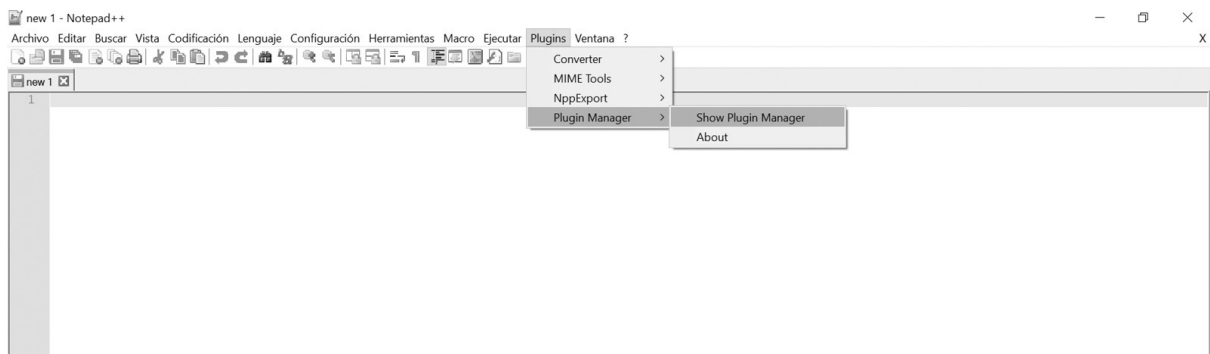 new 1 - Notepad++
Archivo Editar Buscar Vista Codificación Lenguaje Configuración Herramientas Macro Ejecutar Plugins Ventana ? X
new 1
1
Converter
MIME Tools
NppExport
Plugin Manager
Show Plugin Manager
About